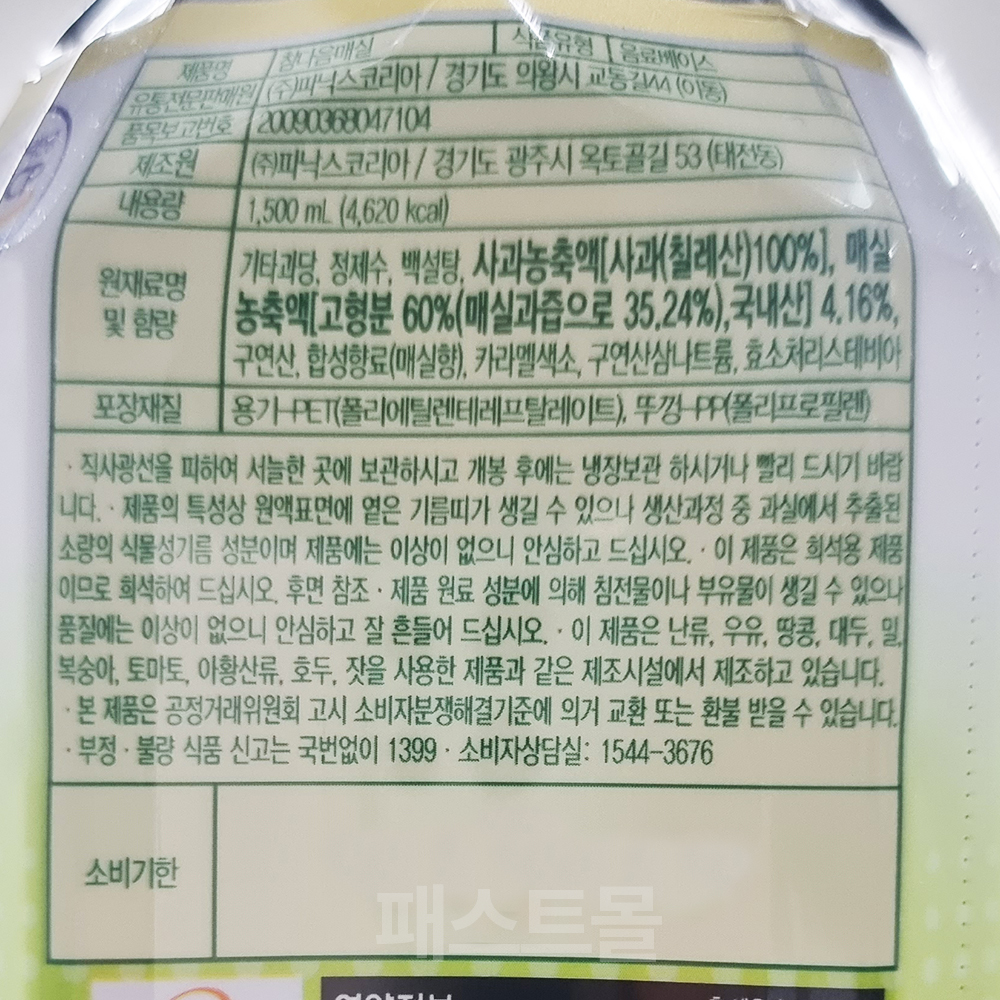 제품명 참다음매실 식품유형 음료베이스
유통전문판매원 (주)피낙스코리아 / 경기도 의왕시 교동길44 (이동)
품목보고번호 20090368047104
제조원 (주)피낙스코리아 / 경기도 광주시 옥토골길 53 (태전동)
내용량 1,500 mL (4,620 kcal)
원재료명 및 함량 기타과당, 정제수, 백설탕, 사과농축액[사과(칠레산)100%], 매실
농축액[고형분 60%(매실과즙으로 35.24%),국내산] 4.16%,
구연산, 합성향료(매실향), 카라멜색소, 구연산삼나트륨, 효소처리스테비아
포장재질 용기-PET(폴리에틸렌테레프탈레이트), 뚜껑-PP(폴리프로필렌)
· 직사광선을 피하여 서늘한 곳에 보관하시고 개봉 후에는 냉장보관 하시거나 빨리 드시기 바랍
니다. · 제품의 특성상 원액표면에 옅은 기름띠가 생길 수 있으나 생산과정 중 과실에서 추출된
소량의 식물성기름 성분이며 제품에는 이상이 없으니 안심하고 드십시오. · 이 제품은 희석용 제품
이므로 희석하여 드십시오. 후면 참조 · 제품 원료 성분에 의해 침전물이나 부유물이 생길 수 있으나
품질에는 이상이 없으니 안심하고 잘 흔들어 드십시오. · 이 제품은 난류, 우유, 땅콩, 대두, 밀,
복숭아, 토마토, 아황산류, 호두, 잣을 사용한 제품과 같은 제조시설에서 제조하고 있습니다.
· 본 제품은 공정거래위원회 고시 소비자분쟁해결기준에 의거 교환 또는 환불 받을 수 있습니다.
· 부정 · 불량 식품 신고는 국번없이 1399 · 소비자상담실: 1544-3676
소비기한
패스트몰
영양정보